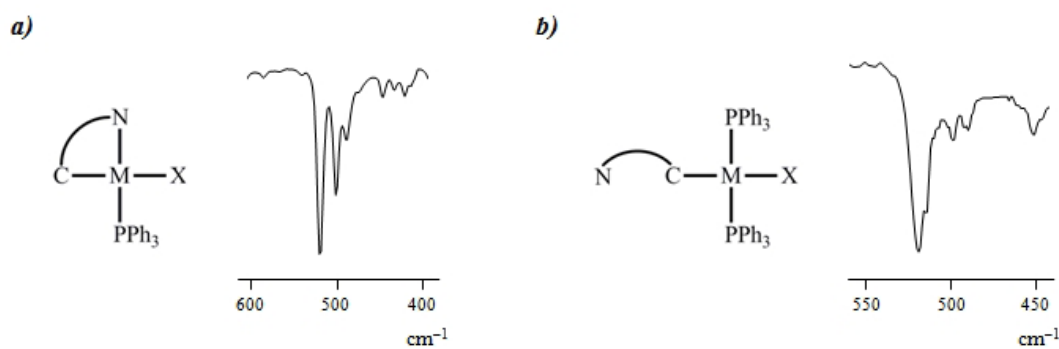 a)
N
C M X
PPh3
600 500 400
cm–1
b)
PPh3
N C M X
PPh3
550 500 450
cm–1